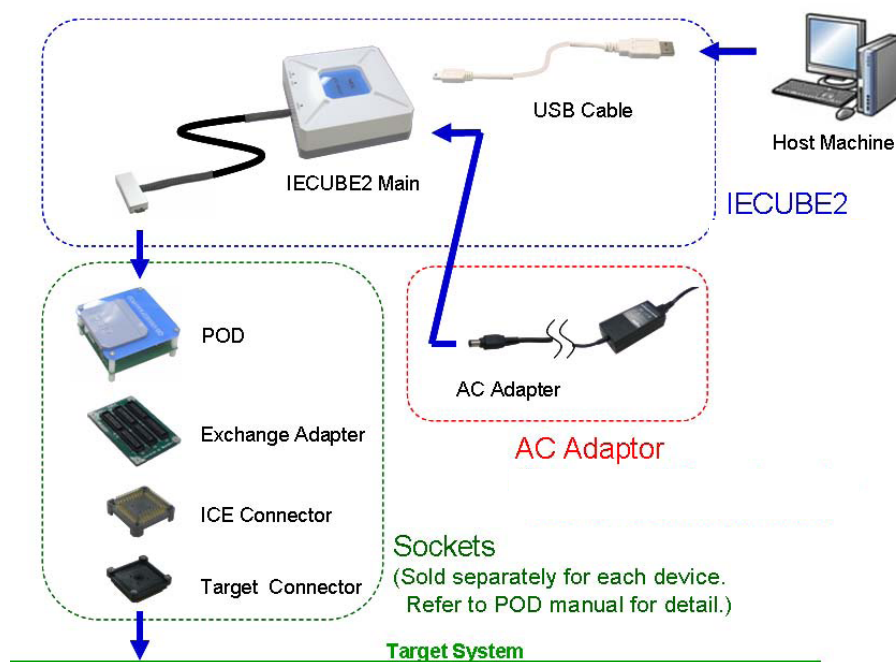 USB Cable
Host Machine
IECUBE2 Main
IECUBE2
POD
AC Adapter
Exchange Adapter
AC Adaptor
ICE Connector
Sockets
(Sold separately for each device.
Refer to POD manual for detail.)
Target Connector
Target System